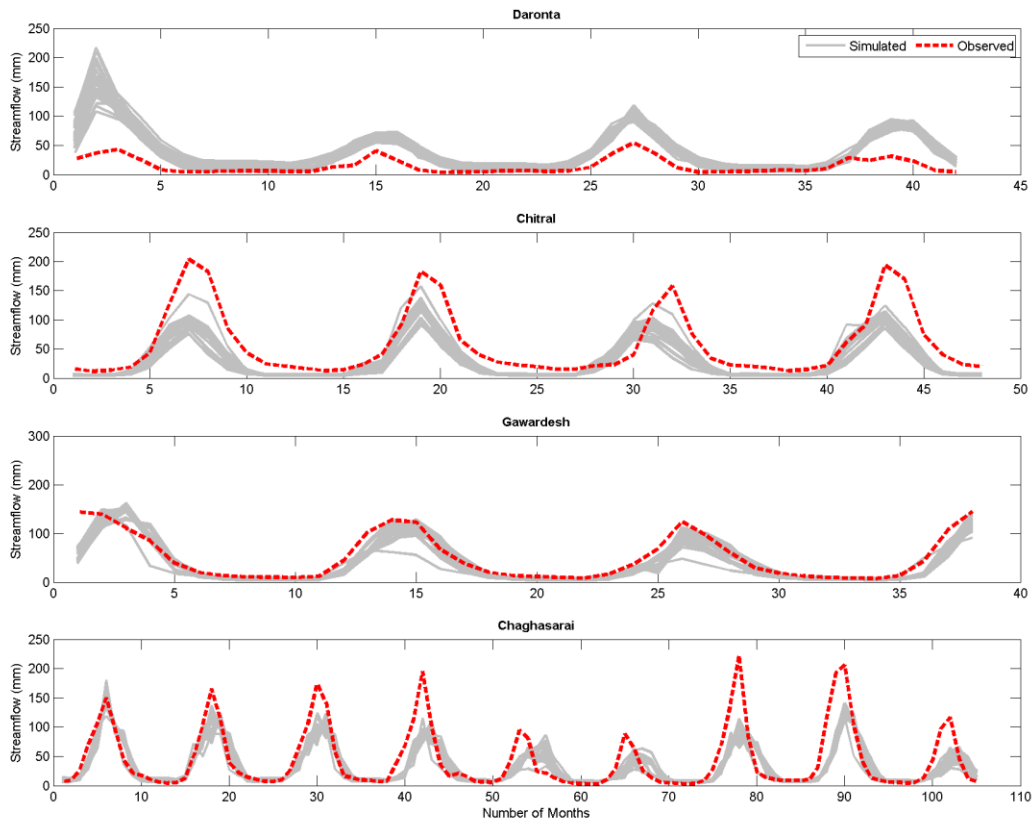 Daronta
Streamflow (mm)
250
200
150
100
50
0
Simulated Observed
0 5 10 15 20 25 30 35 40 45
Chitral
Streamflow (mm)
250
200
150
100
50
0
0 5 10 15 20 25 30 35 40 45 50
Gawardesh
Streamflow (mm)
300
200
100
0
0 5 10 15 20 25 30 35 40
Chaghasarai
Streamflow (mm)
250
200
150
100
50
0
0 10 20 30 40 50 60 70 80 90 100 110
Number of Months